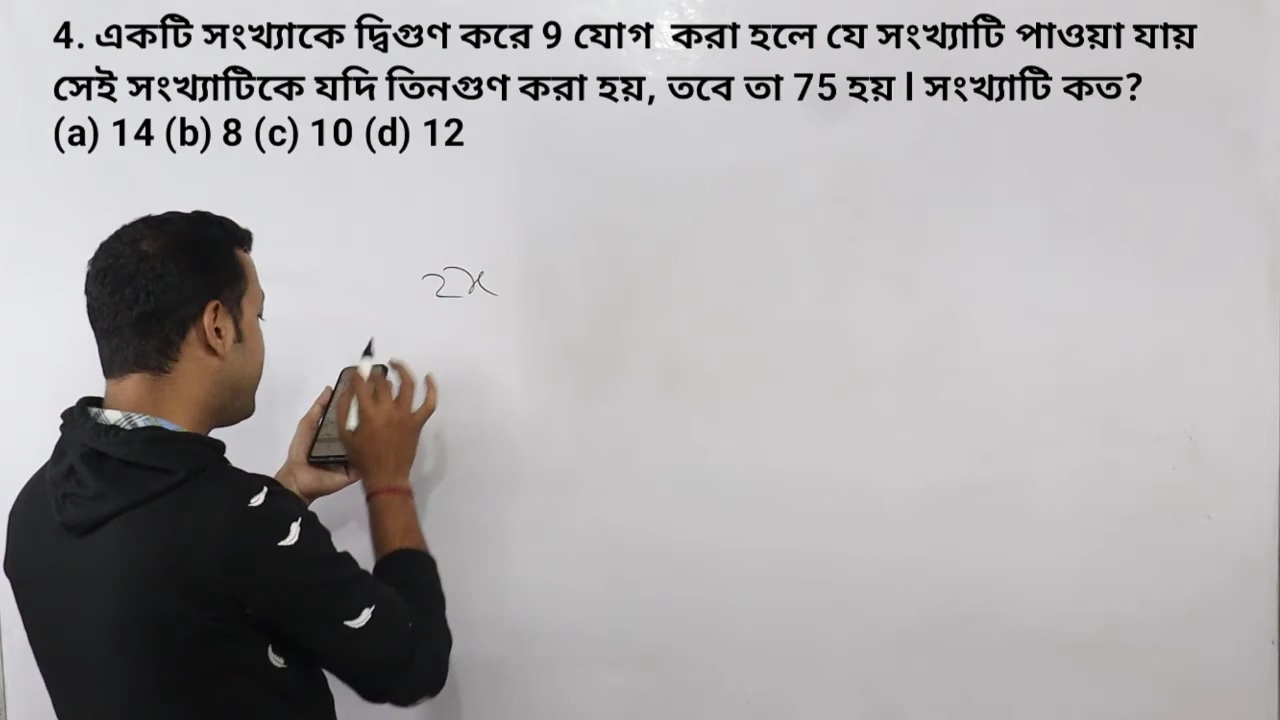 4. একটি সংখ্যাকে দ্বিগুণ করে 9 যোগ করা হলে যে সংখ্যাটি পাওয়া যায়
সেই সংখ্যাটিকে যদি তিনগুণ করা হয়, তবে তা 75 হয় l সংখ্যাটি কত?
(a) 14 (b) 8 (c) 10 (d) 12
2x